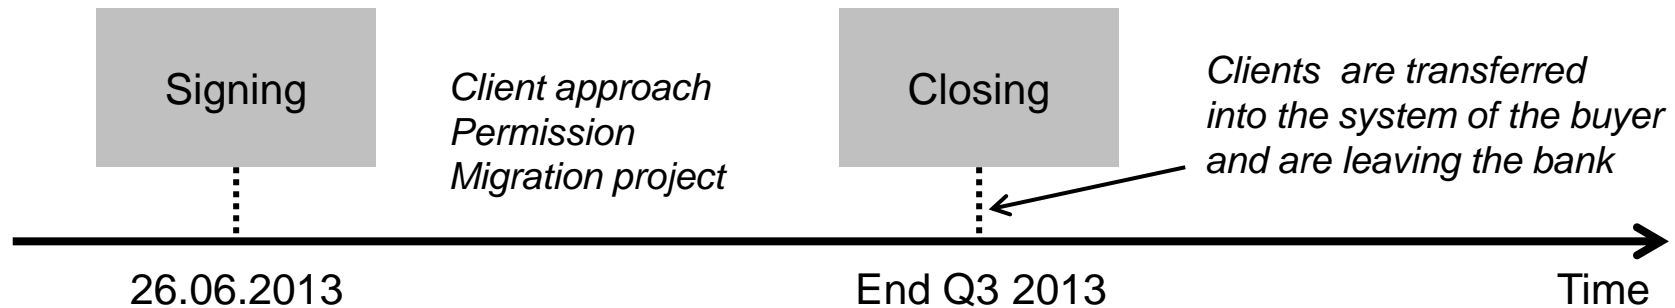 Signing
Client approach
Permission
Migration project
Closing
Clients are transferred
into the system of the buyer
and are leaving the bank
26.06.2013
End Q3 2013
Time